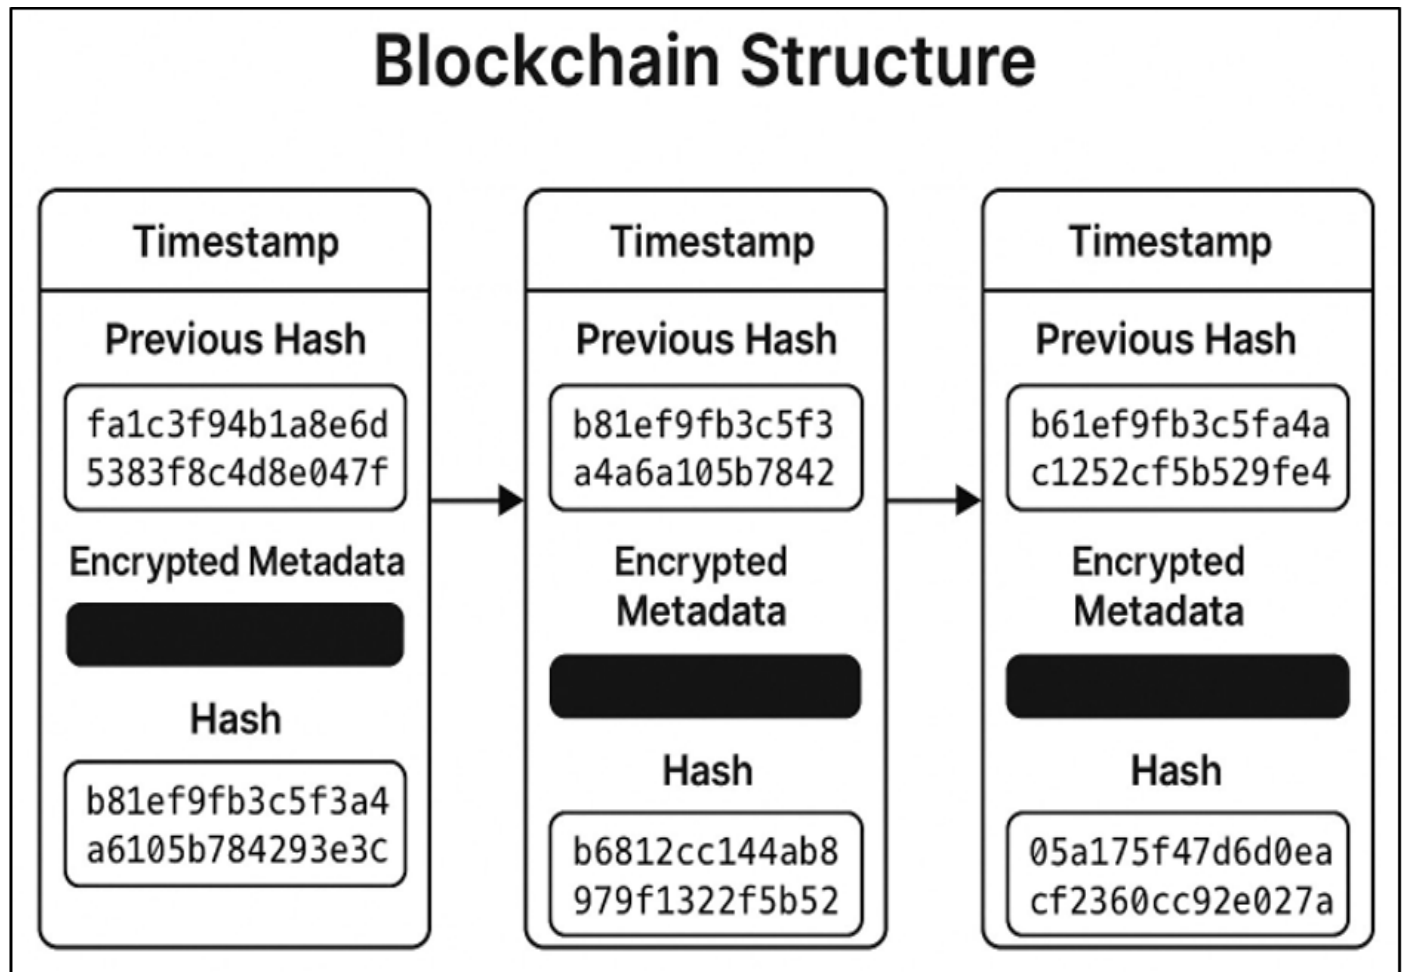 Blockchain Structure
Timestamp
Previous Hash
fa1c3f94b1a8e6d
5383f8c4d8e047f
Encrypted Metadata
Hash
b81ef9fb3c5f3a4
a6105b784293e3c
Timestamp
Previous Hash
b81ef9fb3c5f3
a4a6a105b7842
Encrypted
Metadata
Hash
b6812cc144ab8
979f1322f5b52
Timestamp
Previous Hash
b61ef9fb3c5fa4a
c1252cf5b529fe4
Encrypted
Metadata
Hash
05a175f47d6d0ea
cf2360cc92e027a